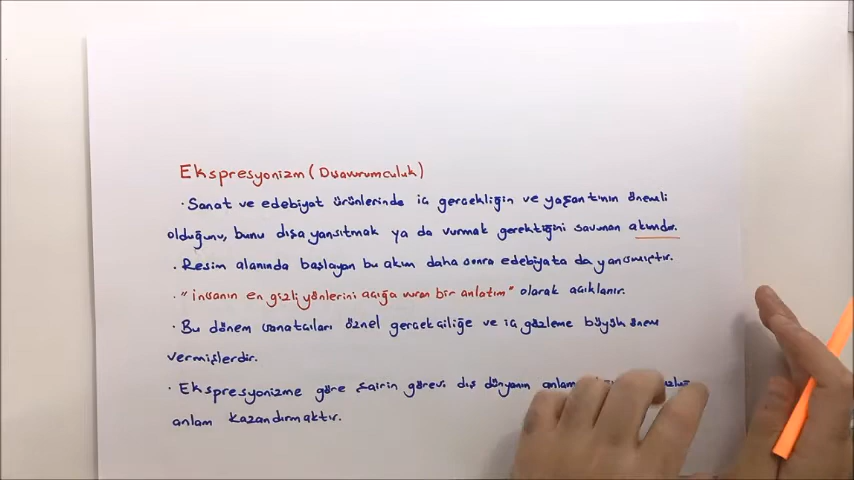 Ekspresyonizm (Dışavurumculuk)
· Sanat ve edebiyat ürünlerinde iç gerçekliğin ve yaşantının önemli
olduğunu, bunu dışa yansıtmak ya da vurmak gerektiğini savunan akımdır.
· Resim alanında başlayan bu akım daha sonra edebiyata da yansımıştır.
· "insanın en gizli yönlerini açığa vuran bir anlatım" olarak açıklanır.
· Bu dönem sanatçıları öznel gerçekçiliğe ve iç gözleme büyük önem
vermişlerdir.
· Ekspresyonizme göre şairin görevi dış dünyanın
anlam kazandırmaktır.